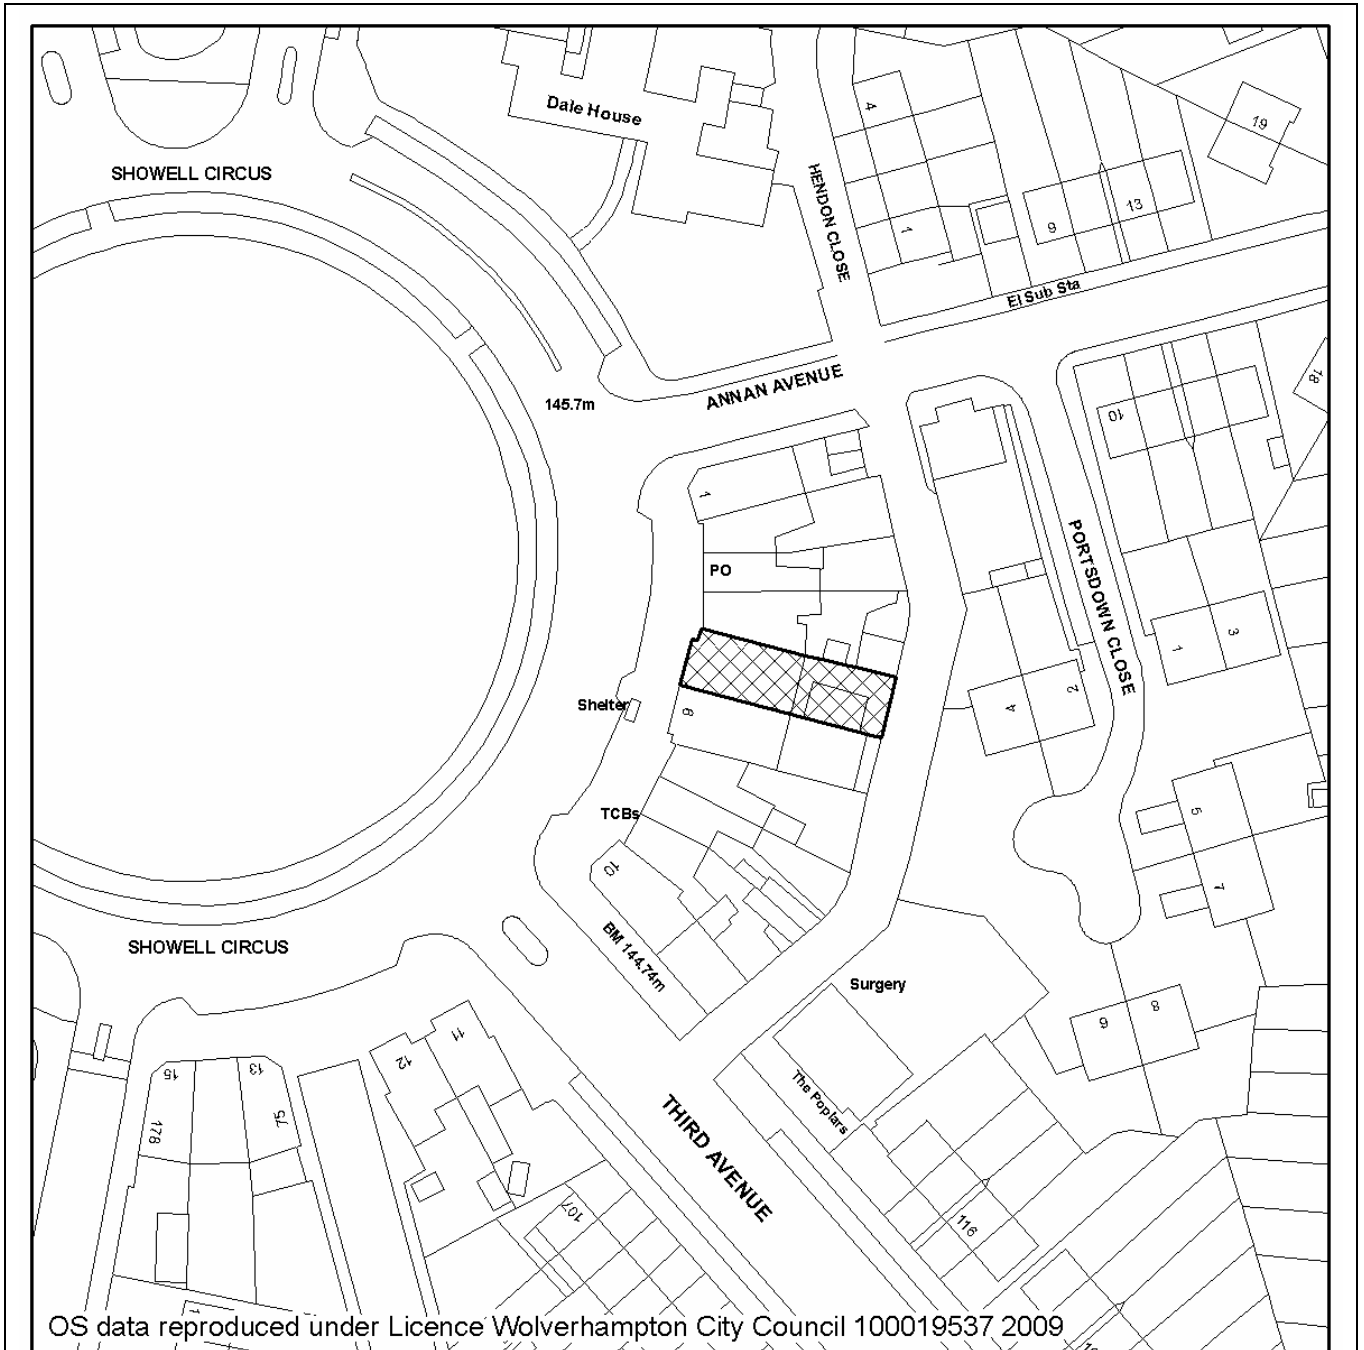 Dale House
4
19
SHOWELL CIRCUS
HENDON CLOSE
1
9
13
El Sub Sta
ANNAN AVENUE
145.7m
18
10
1
PO
PORTSDOWN CLOSE
1
3
2
4
Shelter
8
TCBs
5
7
10
BM 144.74m
SHOWELL CIRCUS
Surgery
8
6
11
12
13
15
75
178
The Poplars
THIRD AVENUE
107
116
OS data reproduced under Licence Wolverhampton City Council 100019537 2009